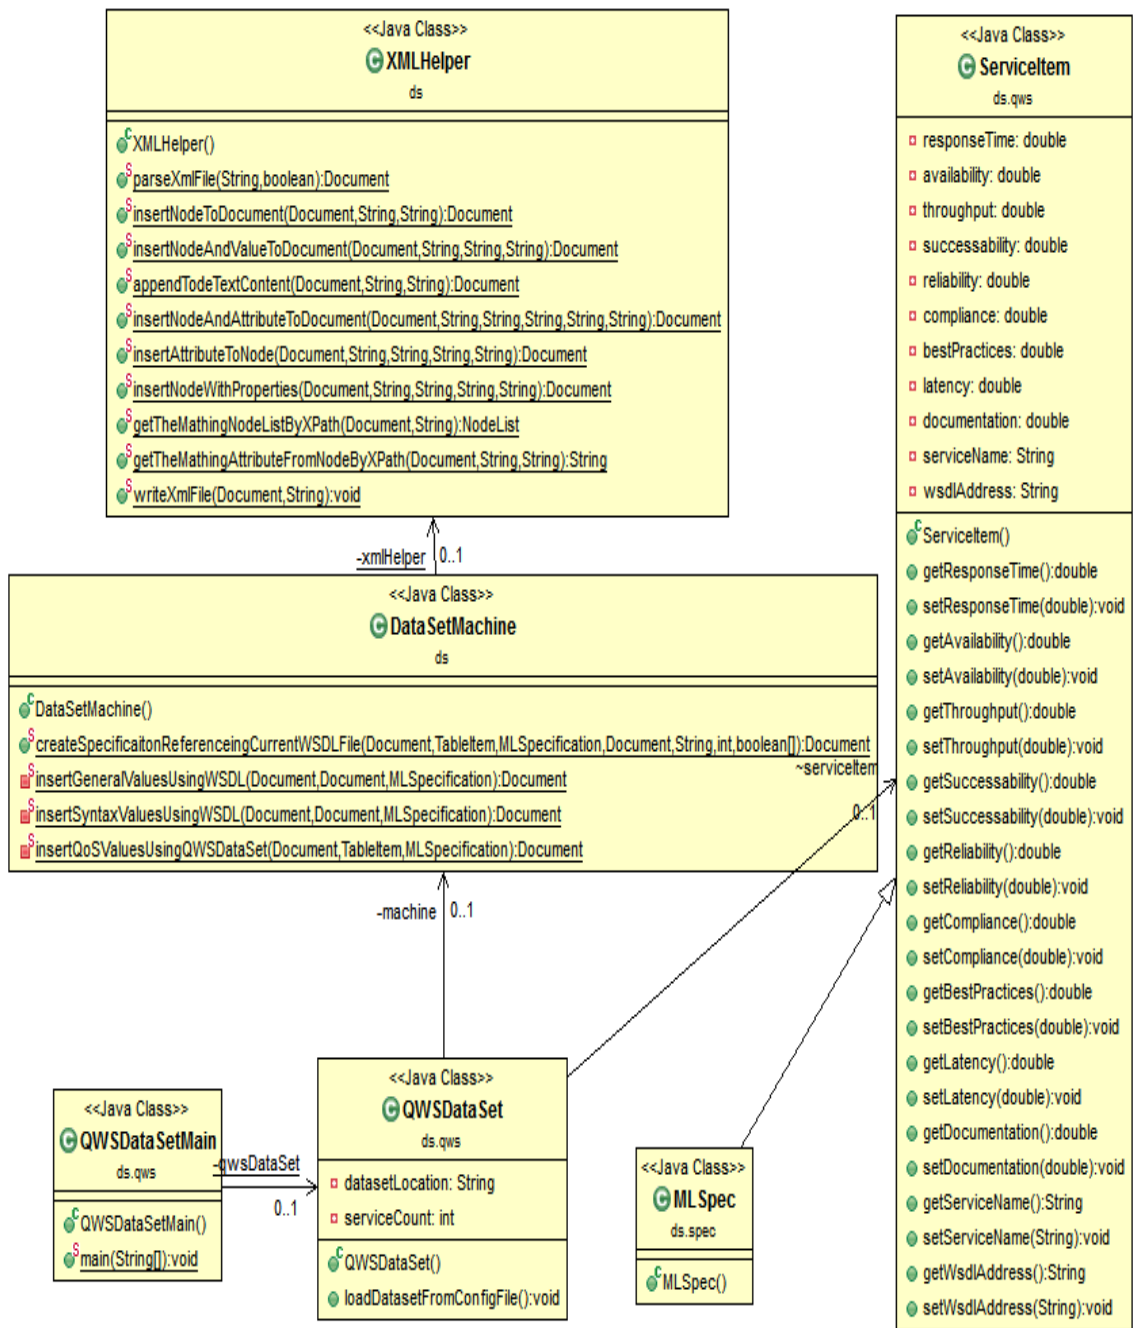 <<Java Class>>
XMLHelper
ds
XMLHelper()
parseXmlFile(String,boolean):Document
insertNodeToDocument(Document,String,String):Document
insertNodeAndValueToDocument(Document,String,String,String):Document
appendTodeTextContent(Document,String,String):Document
insertNodeAndAttributeToDocument(Document,String,String,String,String,String):Document
insertAttributeToNode(Document,String,String,String,String):Document
insertNodeWithProperties(Document,String,String,String,String):Document
getTheMathingNodeListByXPath(Document,String):NodeList
getTheMathingAttributeFromNodeByXPath(Document,String,String):String
writeXmlFile(Document,String):void
-xmlHelper
0..1
<<Java Class>>
DataSetMachine
ds
DataSetMachine()
createSpecificaitonReferenceingCurrentWSDLFile(Document,TableItem,MLSpecification,Document,String,int,boolean[]):Document
insertGeneralValuesUsingWSDL(Document,Document,MLSpecification):Document
insertSyntaxValuesUsingWSDL(Document,Document,MLSpecification):Document
insertQoSValuesUsingQWSDataSet(Document,TableItem,MLSpecification):Document
~serviceItem
0..1
-machine
0..1
<<Java Class>>
QWSDataSetMain
ds.qws
QWSDataSetMain()
main(String[]):void
-qwsDataSet
0..1
<<Java Class>>
QWSDataSet
ds.qws
datasetLocation: String
serviceCount: int
QWSDataSet()
loadDatasetFromConfigFile():void
<<Java Class>>
MLSpec
ds.spec
MLSpec()
<<Java Class>>
ServiceItem
ds.qws
responseTime: double
availability: double
throughput: double
successability: double
reliability: double
compliance: double
bestPractices: double
latency: double
documentation: double
serviceName: String
wsdlAddress: String
ServiceItem()
getResponseTime():double
setResponseTime(double):void
getAvailability():double
setAvailability(double):void
getThroughput():double
setThroughput(double):void
getSuccessability():double
setSuccessability(double):void
getReliability():double
setReliability(double):void
getCompliance():double
setCompliance(double):void
getBestPractices():double
setBestPractices(double):void
getLatency():double
setLatency(double):void
getDocumentation():double
setDocumentation(double):void
getServiceName():String
setServiceName(String):void
getWsdlAddress():String
setWsdlAddress(String):void